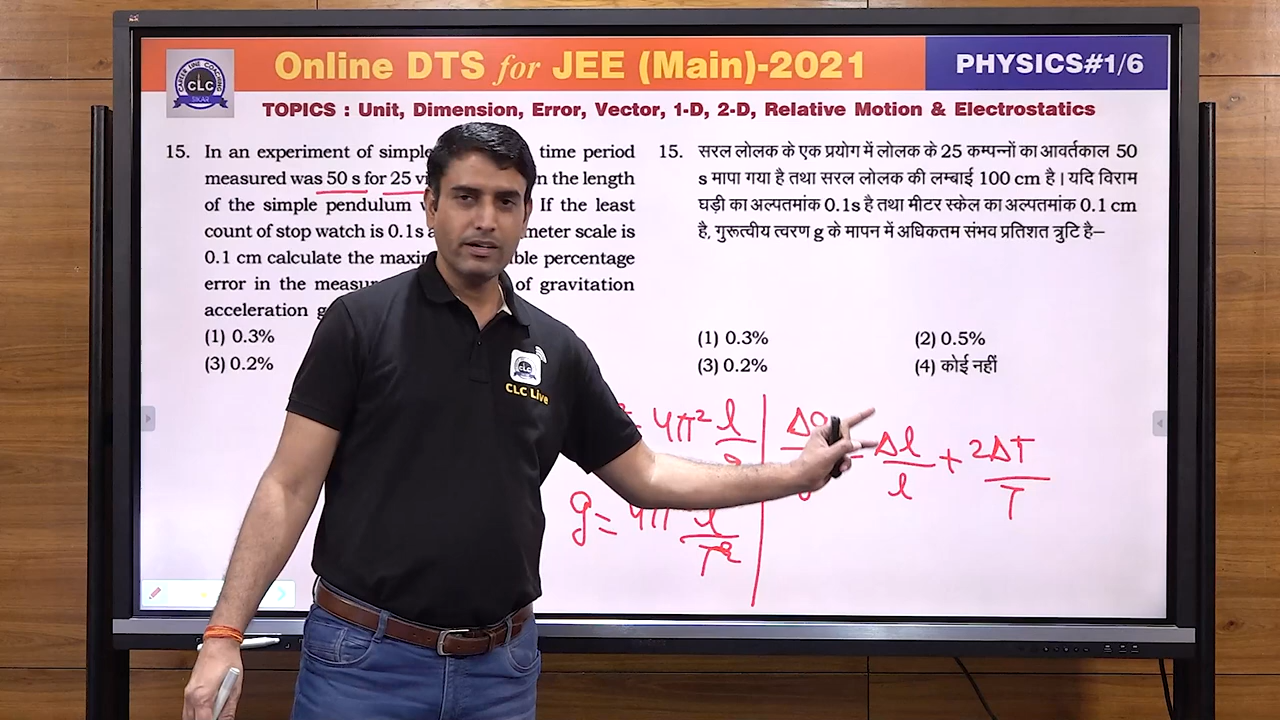 Online DTS for JEE (Main)-2021
PHYSICS#1/6
CAREER LINE COACHING
CLC
SIKAR
TOPICS : Unit, Dimension, Error, Vector, 1-D, 2-D, Relative Motion & Electrostatics
15. In an experiment of simple time period
measured was 50 s for 25 the length
of the simple pendulum If the least
count of stop watch is 0.1s meter scale is
0.1 cm calculate the percentage
error in the of gravitation
acceleration
(1) 0.3%
(3) 0.2%
15. सरल लोलक के एक प्रयोग में लोलक के 25 कम्पन्नों का आवर्तकाल 50
s मापा गया है तथा सरल लोलक की लम्बाई 100 cm है। यदि विराम
घड़ी का अल्पतमांक 0.1s है तथा मीटर स्केल का अल्पतमांक 0.1 cm
है, गुरूत्वीय त्वरण g के मापन में अधिकतम संभव प्रतिशत त्रुटि है–
(1) 0.3% (2) 0.5%
(3) 0.2% (4) कोई नहीं
= 4π² l
Δl/l + 2ΔT/T
g = 4π l/T²
CLC
CLC Live